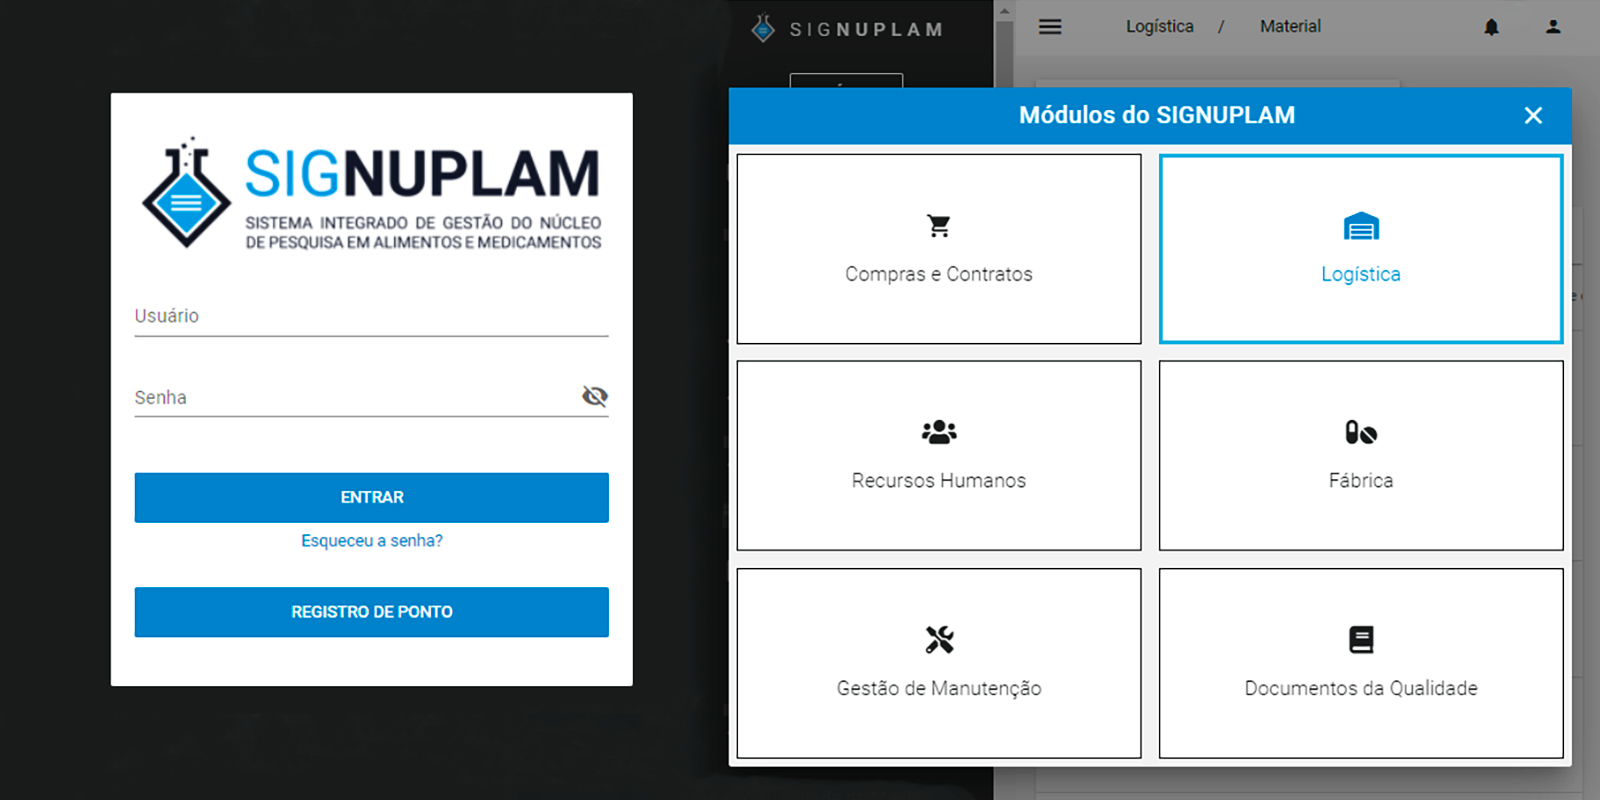 SIGNUPLAM
SISTEMA INTEGRADO DE GESTÃO DO NÚCLEO
DE PESQUISA EM ALIMENTOS E MEDICAMENTOS
Usuário
Senha
ENTRAR
Esqueceu a senha?
REGISTRO DE PONTO
SIGNUPLAM
Logística / Material
Módulos do SIGNUPLAM
Compras e Contratos
Logística
Recursos Humanos
Fábrica
Gestão de Manutenção
Documentos da Qualidade